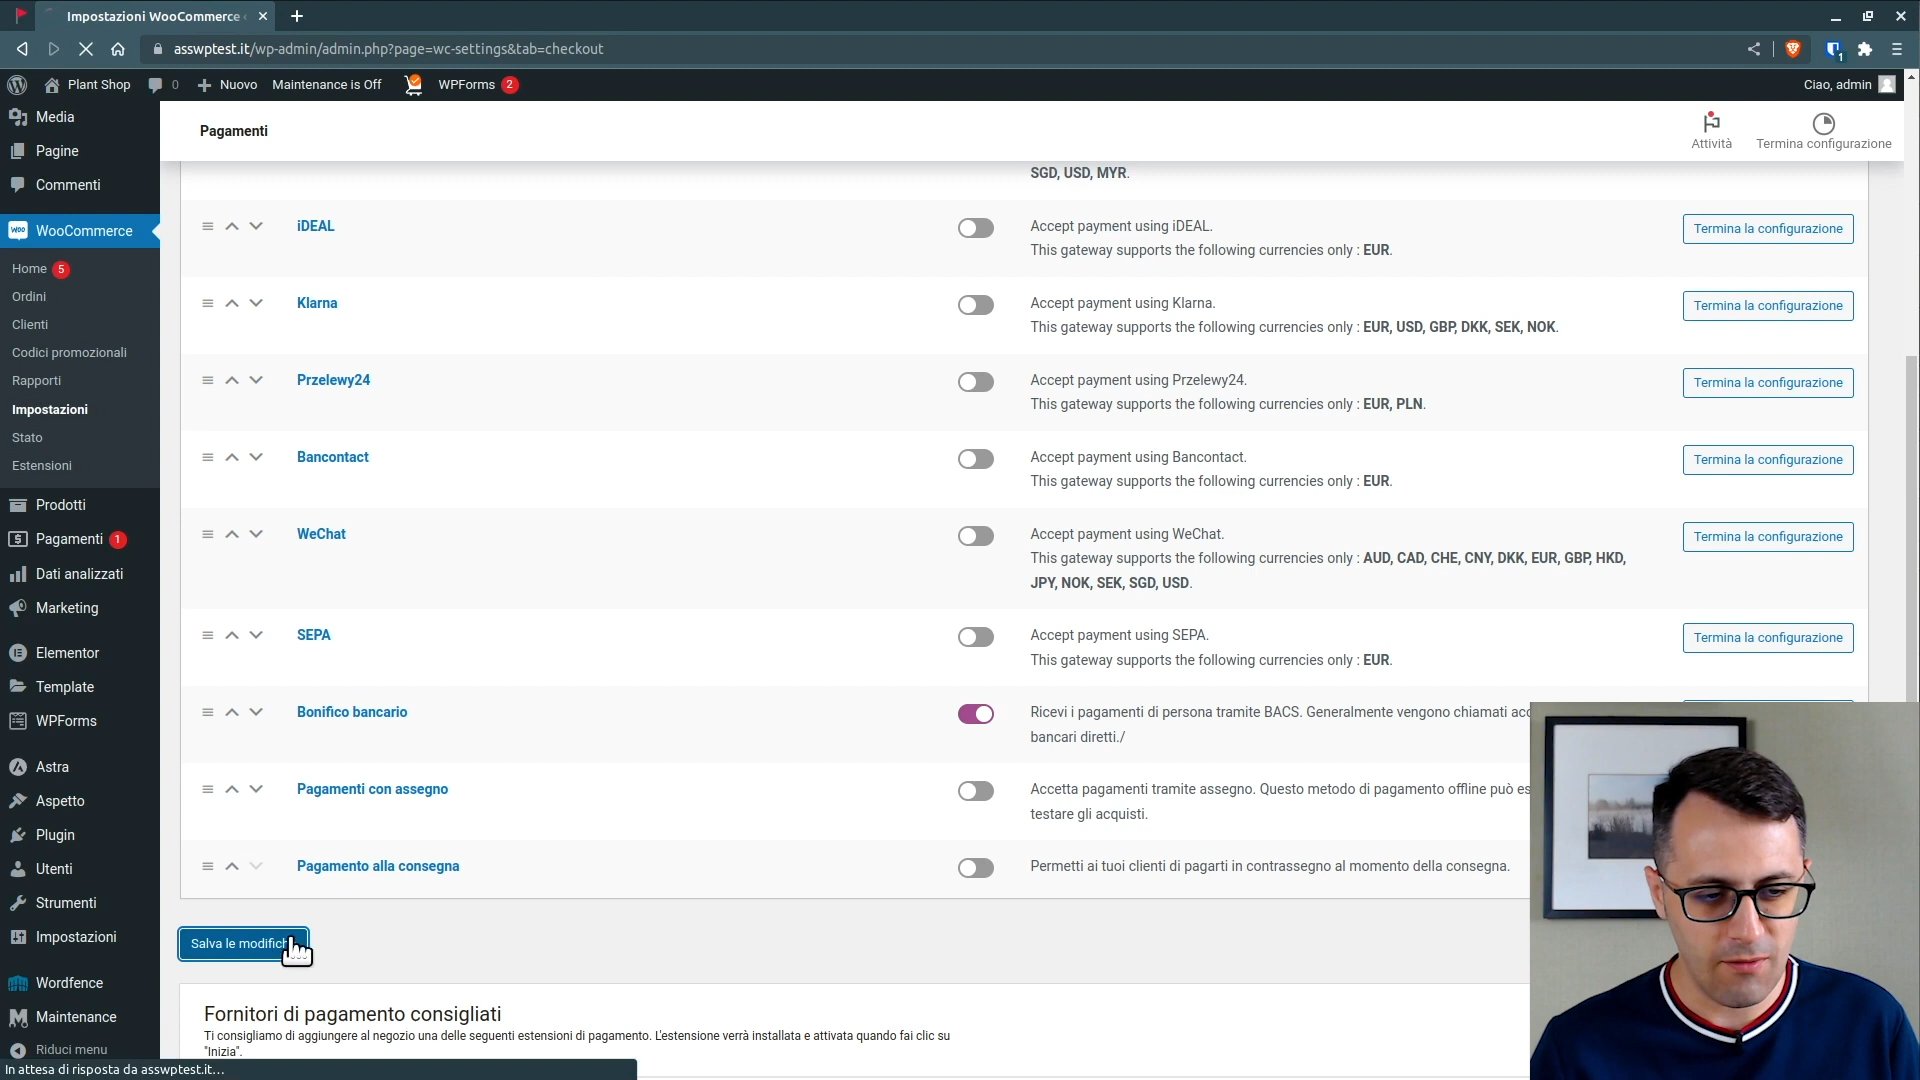 Impostazioni WooCommerce
asswptest.it/wp-admin/admin.php?page=wc-settings&tab=checkout
1
Plant Shop
0
Nuovo
Maintenance is Off
WPForms 2
Ciao, admin
Media
Pagine
Commenti
WooCommerce
Home 5
Ordini
Clienti
Codici promozionali
Rapporti
Impostazioni
Stato
Estensioni
Prodotti
Pagamenti 1
Dati analizzati
Marketing
Elementor
Template
WPForms
Astra
Aspetto
Plugin
Utenti
Strumenti
Impostazioni
Wordfence
Maintenance
Riduci menu
Pagamenti
Attività
Termina configurazione
SGD, USD, MYR.
iDEAL
Accept payment using iDEAL.
This gateway supports the following currencies only : EUR.
Termina la configurazione
Klarna
Accept payment using Klarna.
This gateway supports the following currencies only : EUR, USD, GBP, DKK, SEK, NOK.
Termina la configurazione
Przelewy24
Accept payment using Przelewy24.
This gateway supports the following currencies only : EUR, PLN.
Termina la configurazione
Bancontact
Accept payment using Bancontact.
This gateway supports the following currencies only : EUR.
Termina la configurazione
WeChat
Accept payment using WeChat.
This gateway supports the following currencies only : AUD, CAD, CHE, CNY, DKK, EUR, GBP, HKD,
JPY, NOK, SEK, SGD, USD.
Termina la configurazione
SEPA
Accept payment using SEPA.
This gateway supports the following currencies only : EUR.
Termina la configurazione
Bonifico bancario
Ricevi i pagamenti di persona tramite BACS. Generalmente vengono chiamati acc
bancari diretti./
Pagamenti con assegno
Accetta pagamenti tramite assegno. Questo metodo di pagamento offline può es
testare gli acquisti.
Pagamento alla consegna
Permetti ai tuoi clienti di pagarti in contrassegno al momento della consegna.
Salva le modifich
Fornitori di pagamento consigliati
Ti consigliamo di aggiungere al negozio una delle seguenti estensioni di pagamento. L'estensione verrà installata e attivata quando fai clic su
"Inizia".
In attesa di risposta da asswptest.it…